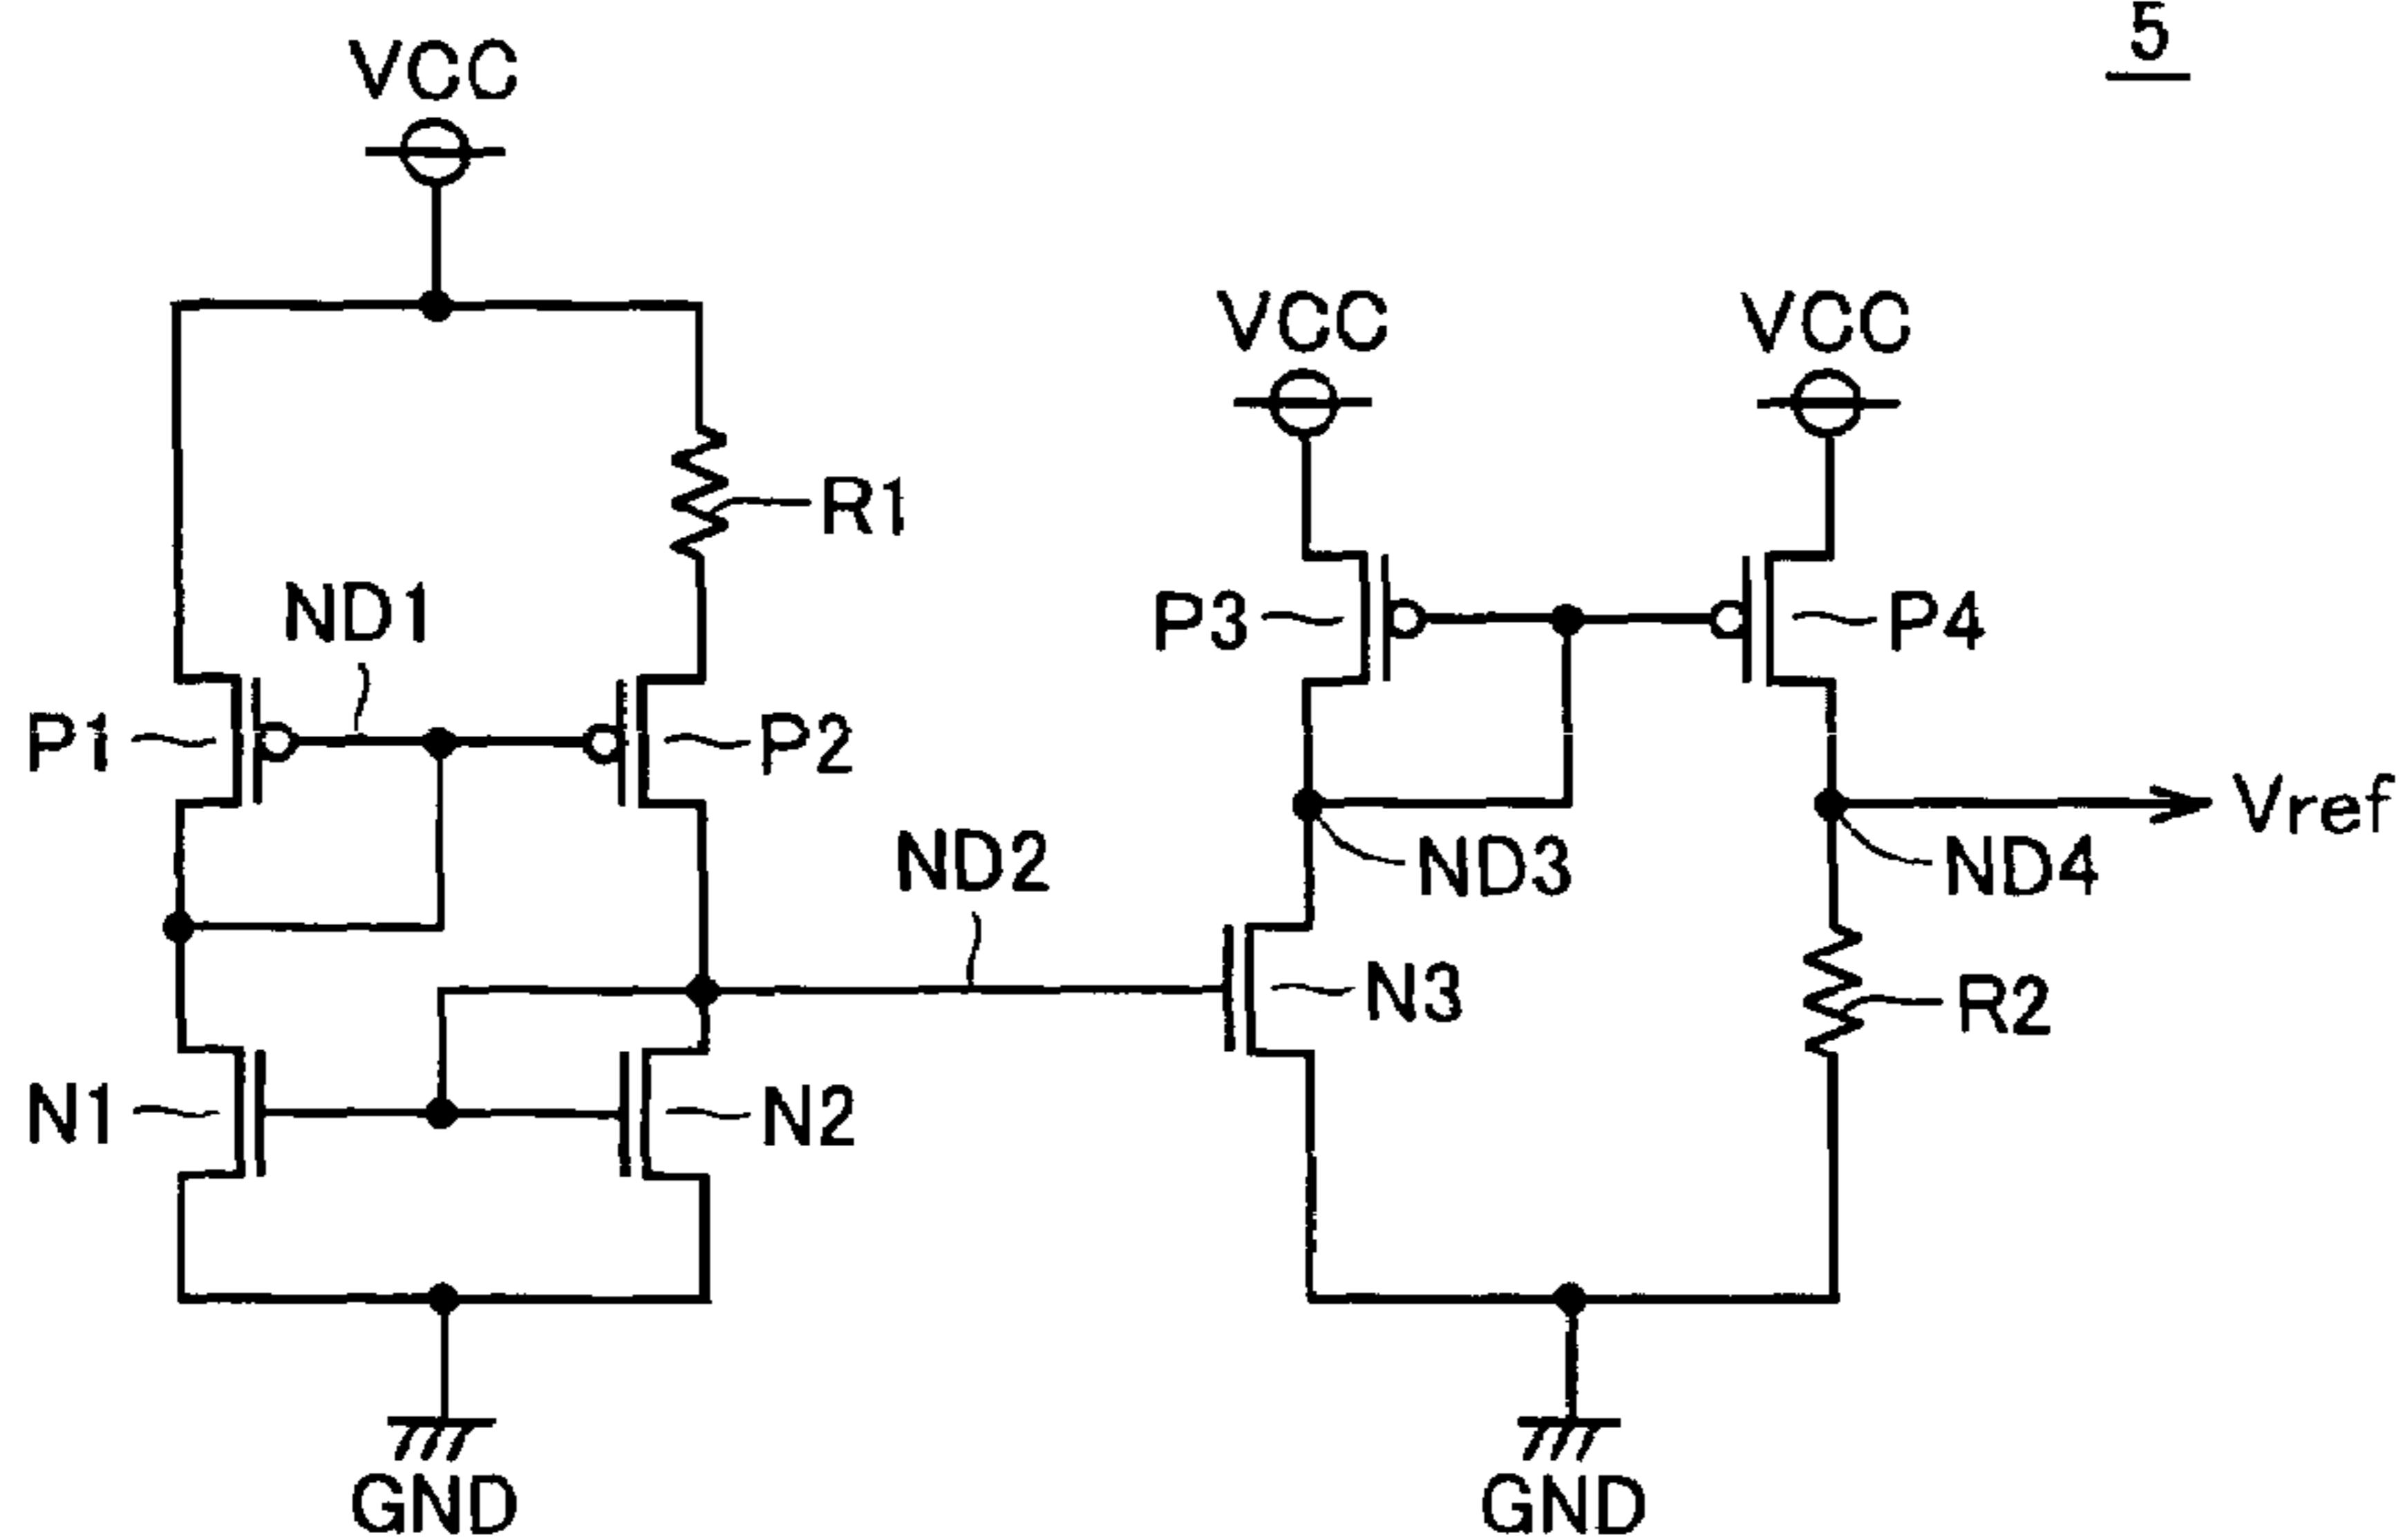 5
VCC
VCC
VCC
R1
ND1
P3
P4
P1
P2
Vref
ND2
ND3
ND4
N3
R2
N1
N2
GND
GND